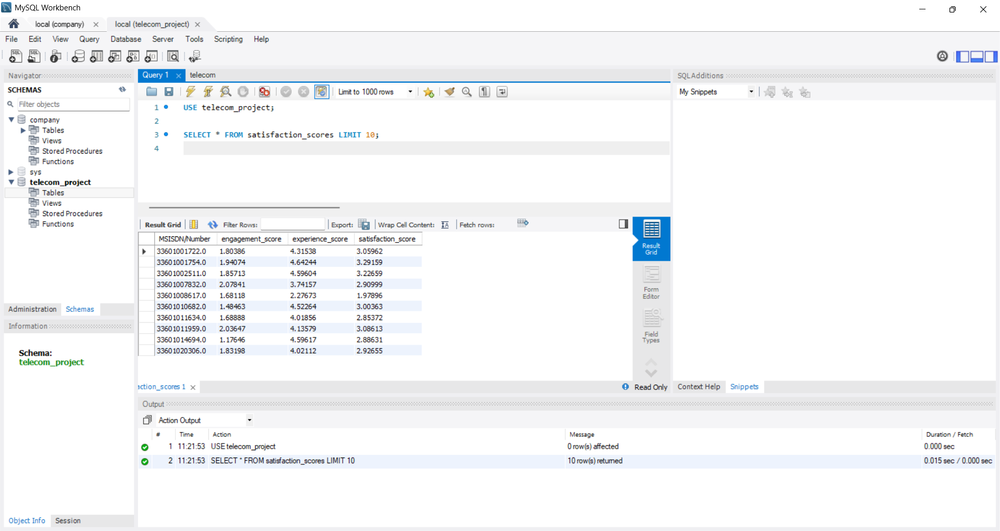 MySQL Workbench
local (company)
local (telecom_project)
File Edit View Query Database Server Tools Scripting Help
Navigator
SCHEMAS
Filter objects
company
Tables
Views
Stored Procedures
Functions
sys
telecom_project
Tables
Views
Stored Procedures
Functions
Administration Schemas
Information
Schema:
telecom_project
Object Info Session
Query 1 telecom
Limit to 1000 rows
1 USE telecom_project;
2
3 SELECT * FROM satisfaction_scores LIMIT 10;
4
Result Grid Filter Rows: Export: Wrap Cell Content: Fetch rows:
MSISDN/Number engagement_score experience_score satisfaction_score
33601001722.0 1.80386 4.31538 3.05962
33601001754.0 1.94074 4.64244 3.29159
33601002511.0 1.85713 4.59604 3.22659
33601007832.0 2.07841 3.74157 2.90999
33601008617.0 1.68118 2.27673 1.97896
33601010682.0 1.48463 4.52264 3.00363
33601011634.0 1.68888 4.01856 2.85372
33601011959.0 2.03647 4.13579 3.08613
33601014694.0 1.17646 4.59617 2.88631
33601020306.0 1.83198 4.02112 2.92655
Result
Grid
Form
Editor
Field
Types
action_scores 1
Read Only
SQLAdditions
My Snippets
Context Help Snippets
Output
Action Output
# Time Action Message Duration / Fetch
1 11:21:53 USE telecom_project 0 row(s) affected 0.000 sec
2 11:21:53 SELECT * FROM satisfaction_scores LIMIT 10 10 row(s) returned 0.015 sec / 0.000 sec